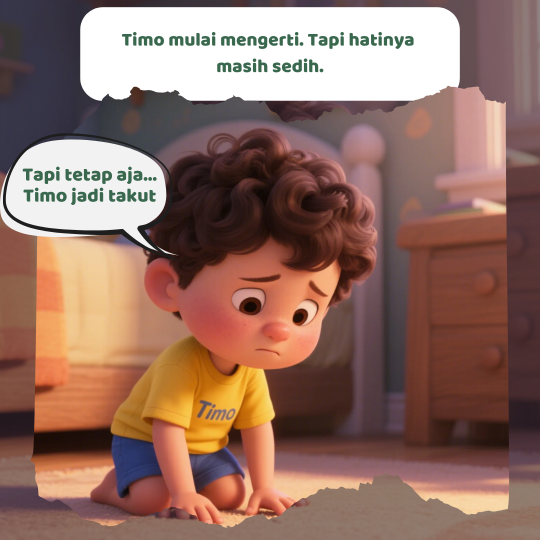 Timo mulai mengerti. Tapi hatinya
masih sedih.
Tapi tetap aja...
Timo jadi takut
Timo